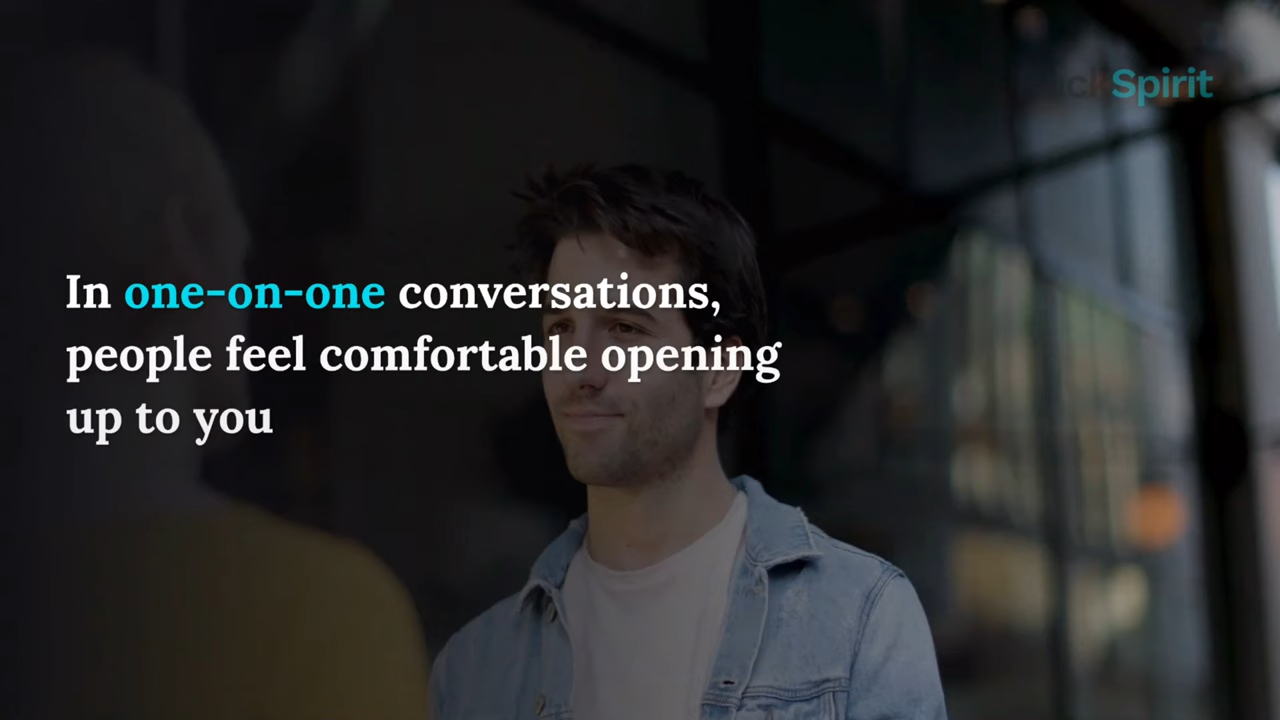 Spirit
In one-on-one conversations,
people feel comfortable opening
up to you